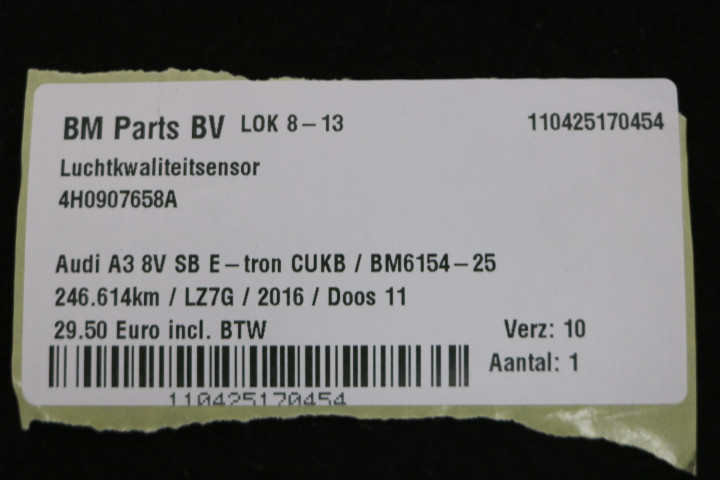 BM Parts BV LOK 8-13 110425170454
Luchtkwaliteitsensor
4H0907658A
Audi A3 8V SB E-tron CUKB / BM6154-25
246.614km / LZ7G / 2016 / Doos 11
29.50 Euro incl. BTW Verz: 10
Aantal: 1
110425170454